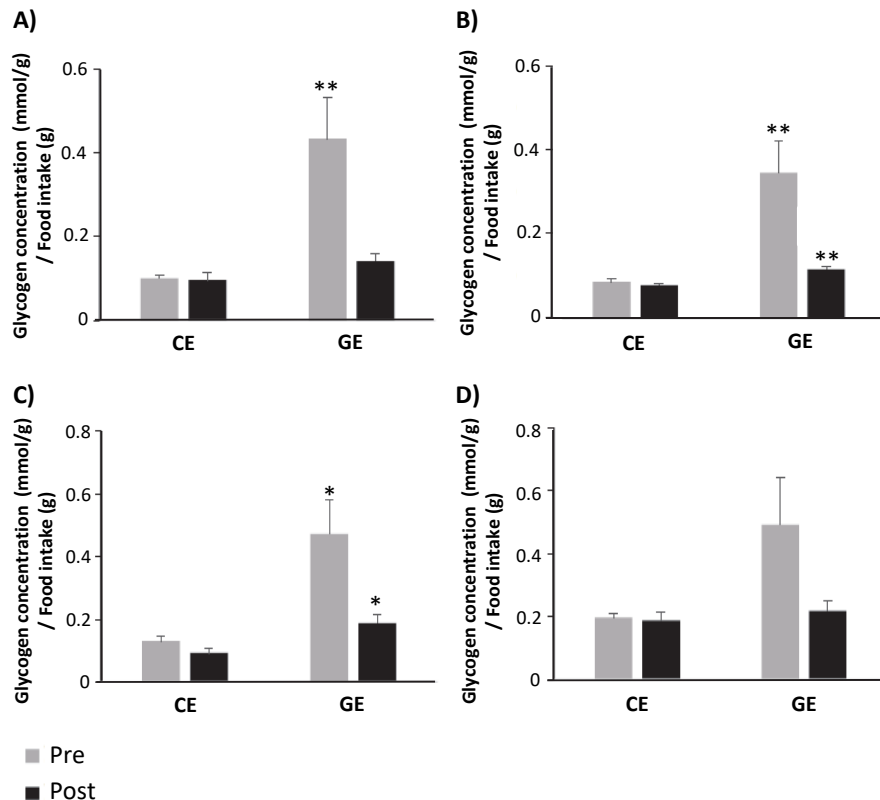 A)
Glycogen concentration (mmol/g)
/ Food intake (g)
0.6
0.4
0.2
0
**
CE
GE
B)
Glycogen concentration (mmol/g)
/ Food intake (g)
0.6
0.4
0.2
0
**
**
CE
GE
C)
Glycogen concentration (mmol/g)
/ Food intake (g)
0.8
0.6
0.4
0.2
0
*
*
CE
GE
D)
Glycogen concentration (mmol/g)
/ Food intake (g)
0.8
0.6
0.4
0.2
0
CE
GE
Pre
Post